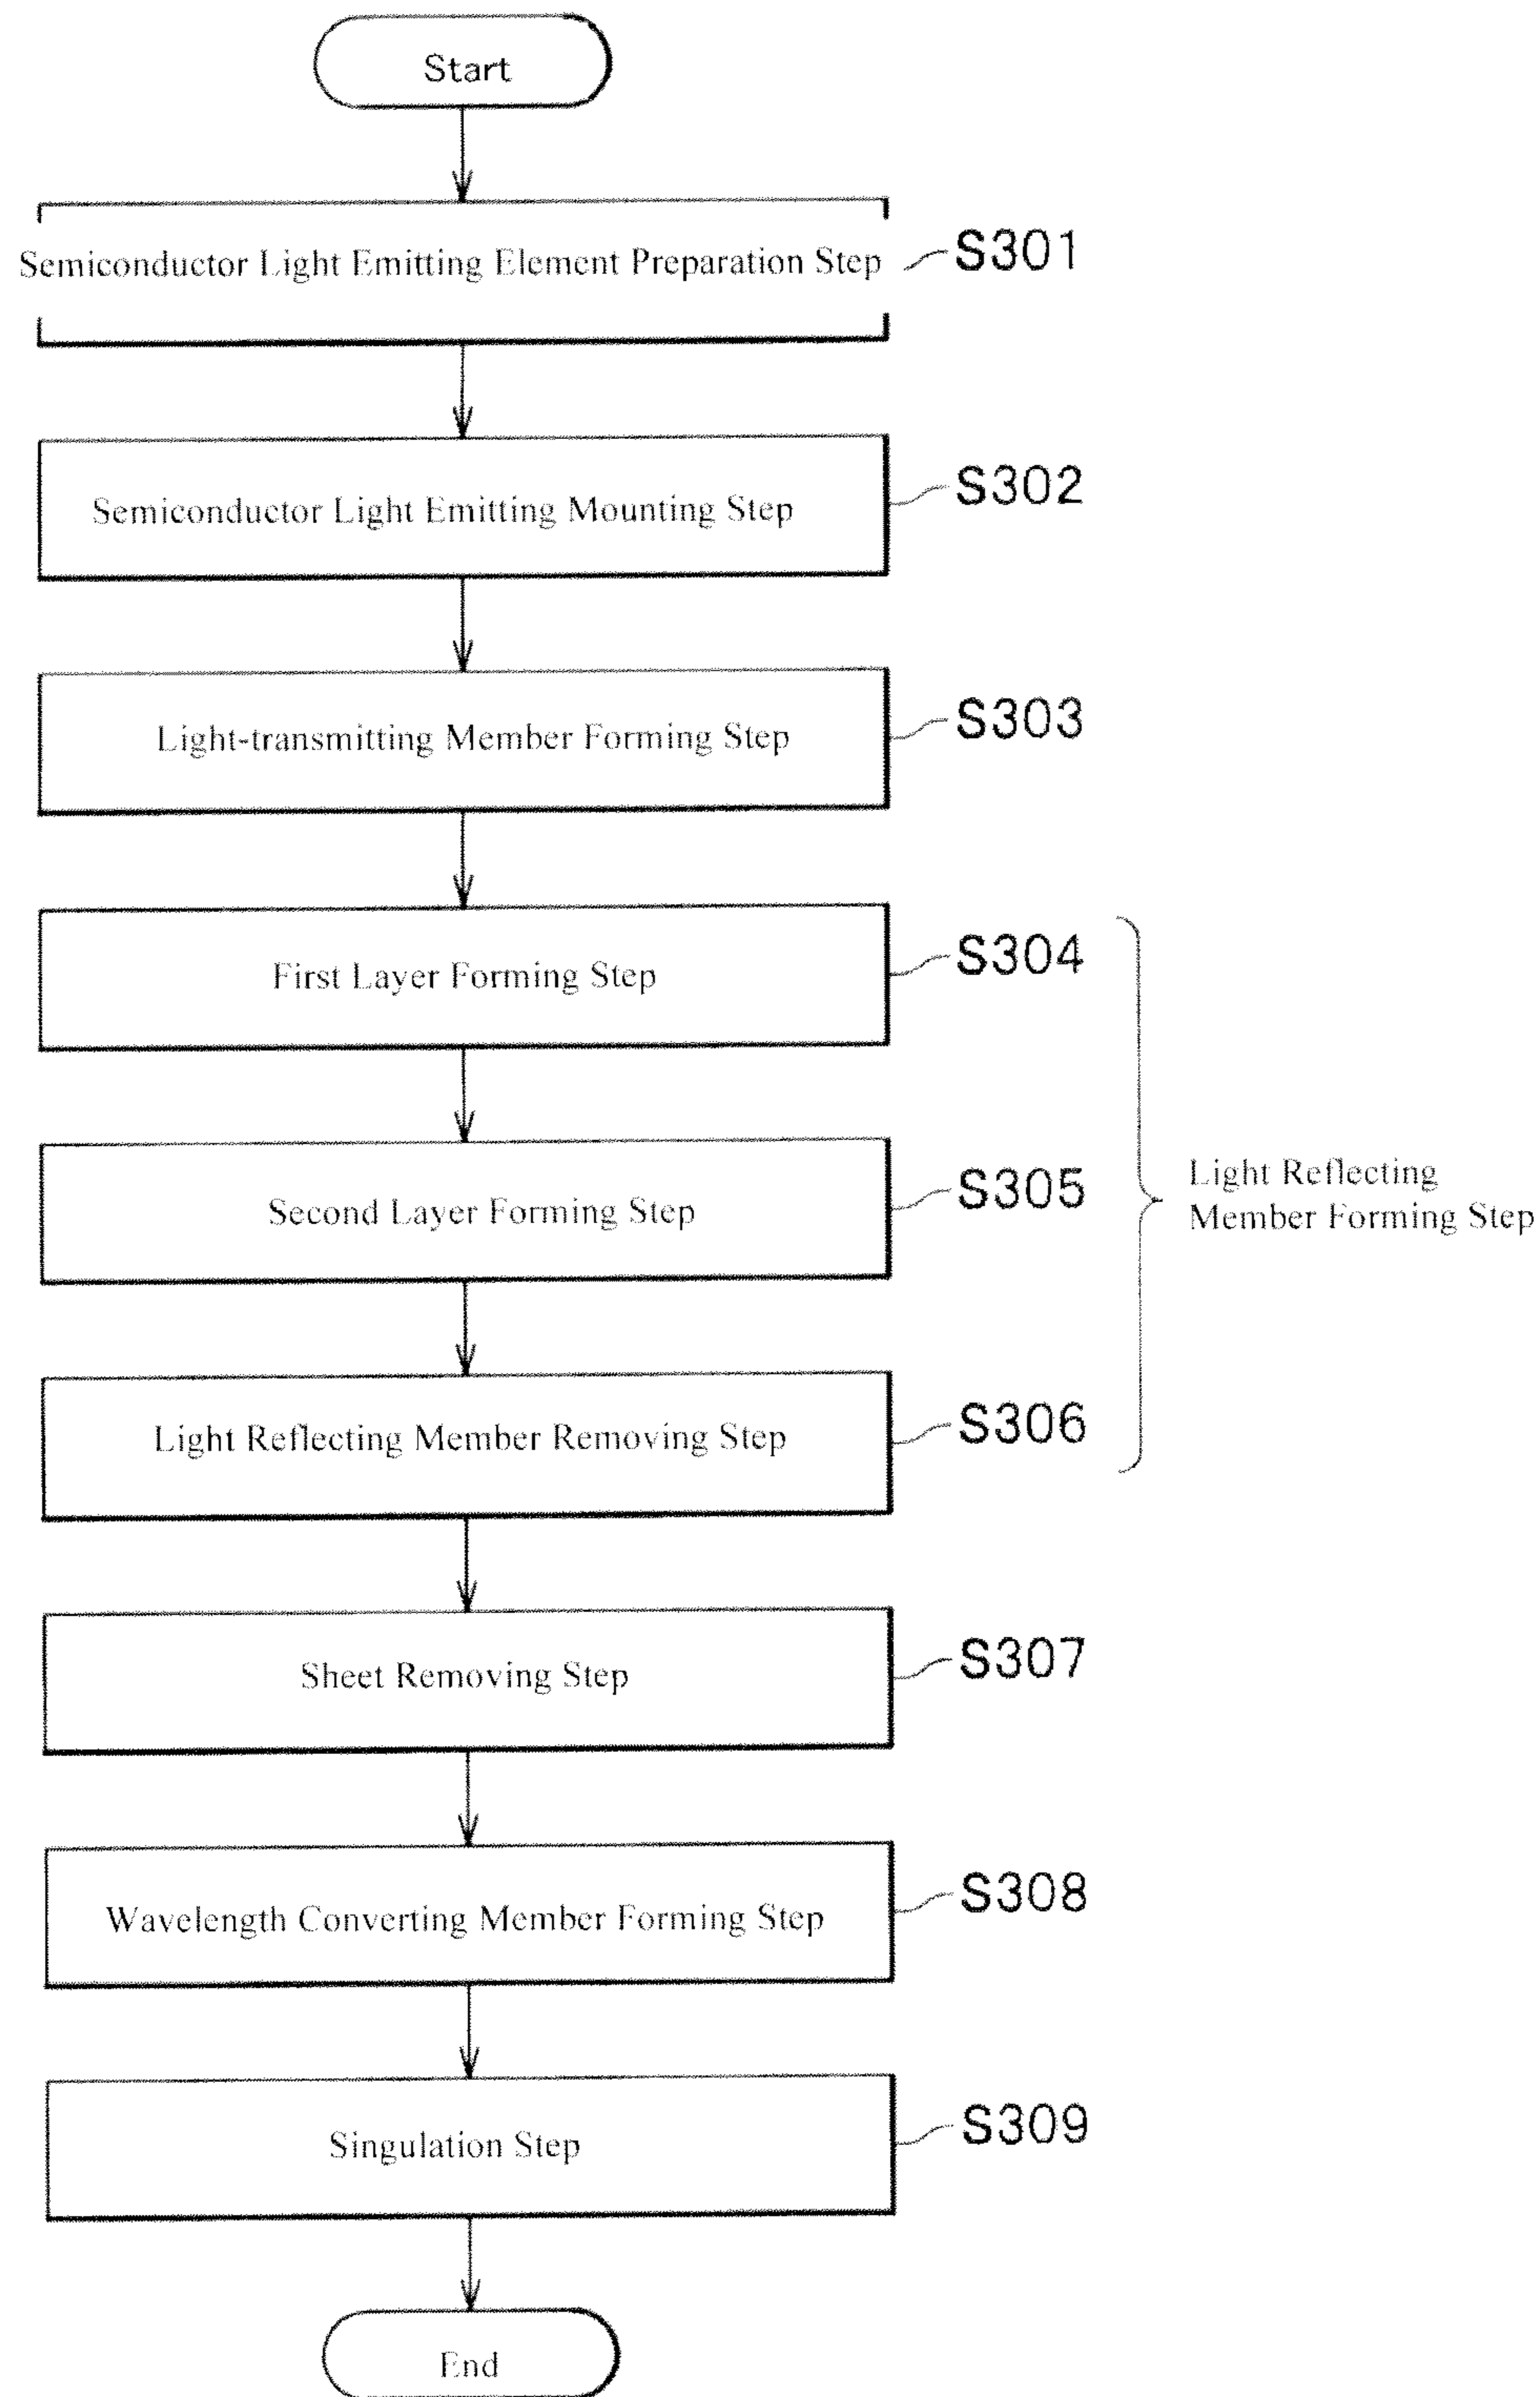 Start
Semiconductor Light Emitting Element Preparation Step
S301
Semiconductor Light Emitting Mounting Step
S302
Light-transmitting Member Forming Step
S303
First Layer Forming Step
S304
Second Layer Forming Step
S305
Light Reflecting
Member Forming Step
Light Reflecting Member Removing Step
S306
Sheet Removing Step
S307
Wavelength Converting Member Forming Step
S308
Singulation Step
S309
End